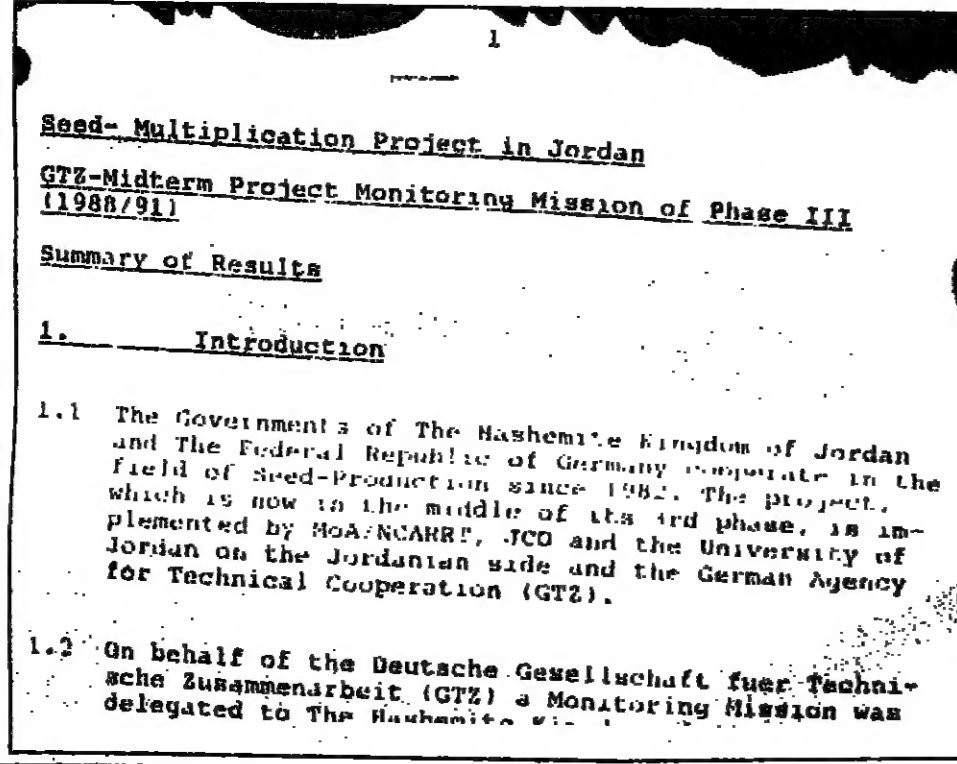 1
Seed- Multiplication Project in Jordan
GTZ-Midterm Project Monitoring Mission of Phase III
(1988/91)
Summary of Results
1. Introduction
1.1 The Governments of The Hashemite Kingdom of Jordan
and The Federal Republic of Germany cooperate in the
field of Seed-Production since 1982. The project,
which is now in the middle of its 3rd phase, is im-
plemented by MoA/NCARRT, JCO and the University of
Jordan on the Jordanian side and the German Agency
for Technical Cooperation (GTZ).
1.2 On behalf of the Deutsche Gesellschaft fuer Techni-
sche Zusammenarbeit (GTZ) a Monitoring Mission was
delegated to The Hashemite